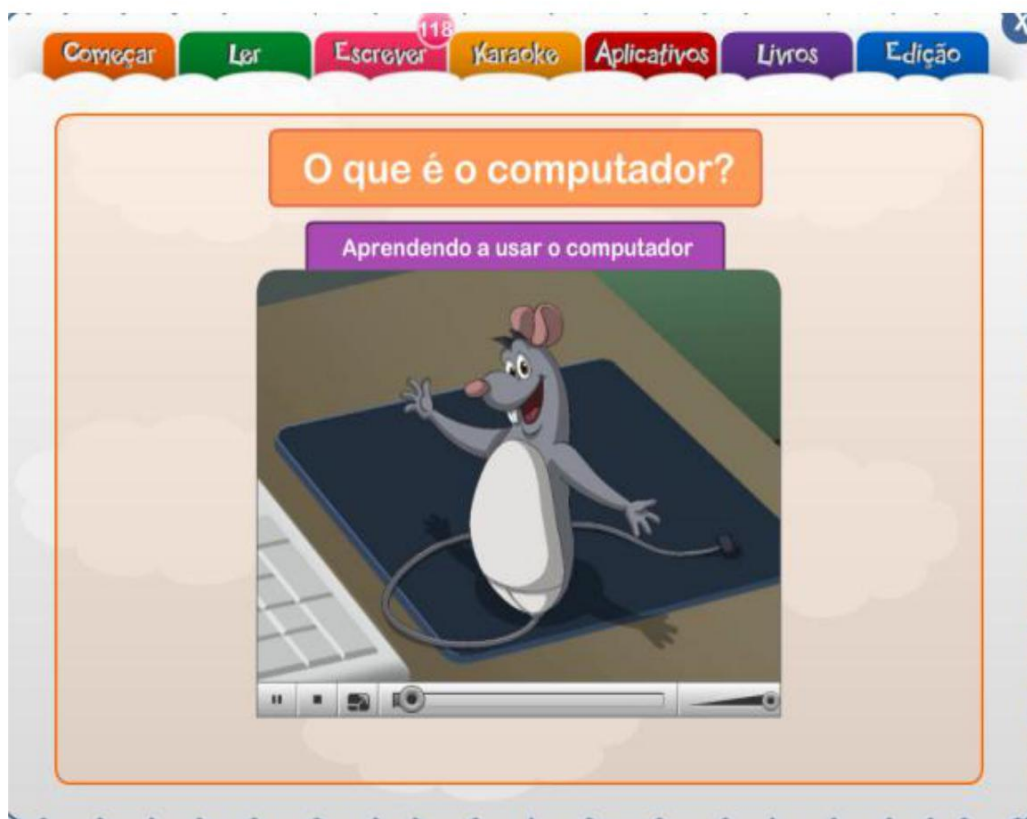 118
Começar Ler Escrever Karaoke Aplicativos Livros Edição
X
O que é o computador?
Aprendendo a usar o computador